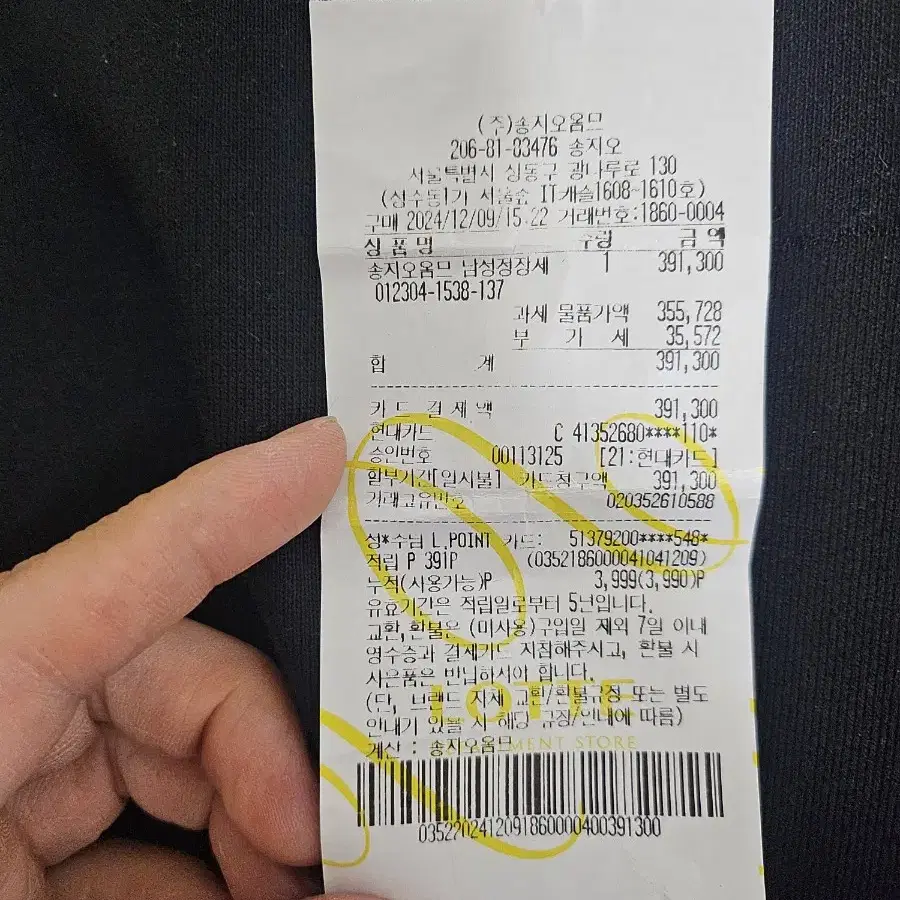 (주)송지오옴므
206-81-83476 송지오
서울특별시 성동구 광나루로 130
(성수동1가 서울숲 IT캐슬1608~1610호)
구매 2024/12/09/15:22 거래번호:1860-0004
상 품 명 수량 금 액
송지오옴므 남성정장세 1 391,300
012304-1538-137
과세 물품가액 355,728
부 가 세 35,572
합 계 391,300
카 드 결 제 액 391,300
현대카드 C 41352680****110*
승인번호 00113125 [21:현대카드]
할부기간[일시불] 카드청구액 391,300
거래고유번호 020352610588
성*수님 L.POINT 카드: 51379200****548*
적립 P 391P (0352186000041041209)
누적(사용가능)P 3,999(3,990)P
유효기간은 적립일로부터 5년입니다.
교환,환불은 (미사용)구입일 제외 7일 이내
영수증과 결제카드 지참해주시고, 환불 시
사은품은 반납하셔야 합니다.
(단, 브랜드 자체 교환/환불규정 또는 별도
안내가 있을 시 해당 규정/안내에 따름)
계산 : 송지오옴므
LOTTE
DEPARTMENT STORE
0352202412091860000400391300